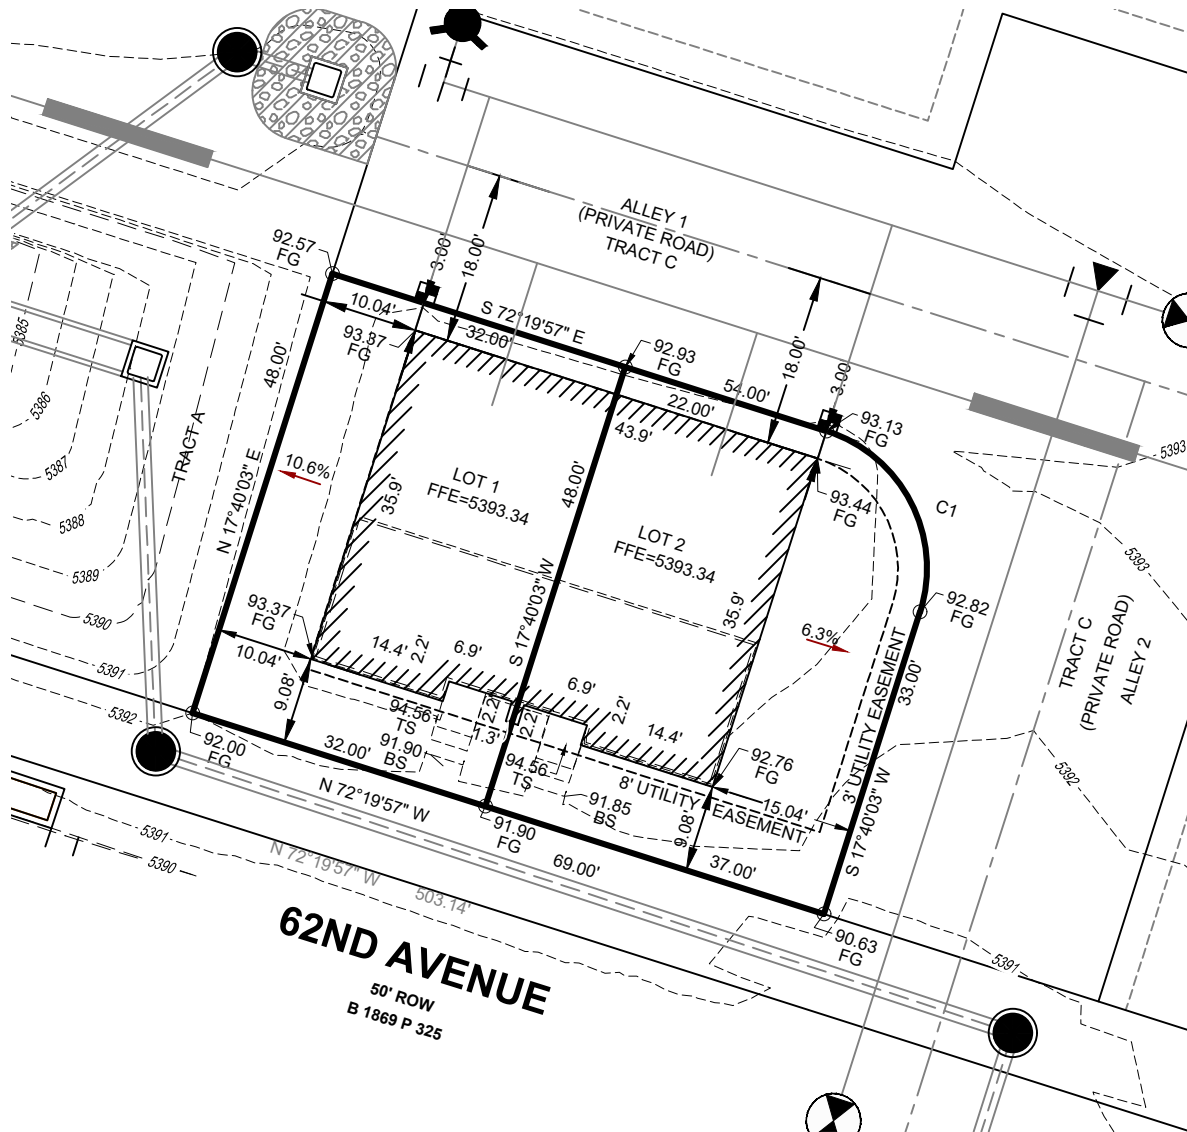 ALLEY 1
(PRIVATE ROAD)
TRACT C
92.57
FG
3.00'
18.00'
10.04'
S 72°19'57" E
32.00'
93.37
FG
92.93
FG
54.00'
18.00'
3.00
22.00'
93.13
FG
43.9'
48.00'
TRACT A
N 17°40'03" E
10.6%
LOT 1
FFE=5393.34
35.9'
48.00'
S 17°40'03" W
LOT 2
FFE=5393.34
35.9'
93.44
FG
C1
92.82
FG
6.3%
5385
5386
5387
5388
5389
5390
5391
5392
5393
5393
5392
TRACT C
(PRIVATE ROAD)
ALLEY 2
93.37
FG
10.04'
14.4'
2.2'
6.9'
6.9'
2.2'
14.4'
9.08'
94.56
TS
2.2'
2.2'
1.3'
91.90
BS
94.56
TS
91.85
BS
92.76
FG
8' UTILITY EASEMENT
3' UTILITY EASEMENT
33.00'
S 17°40'03" W
15.04'
9.08'
92.00
FG
32.00'
N 72°19'57" W
91.90
FG
69.00'
37.00'
90.63
FG
5391
5390
5391
N 72°19'57" W
503.14'
62ND AVENUE
50' ROW
B 1869 P 325